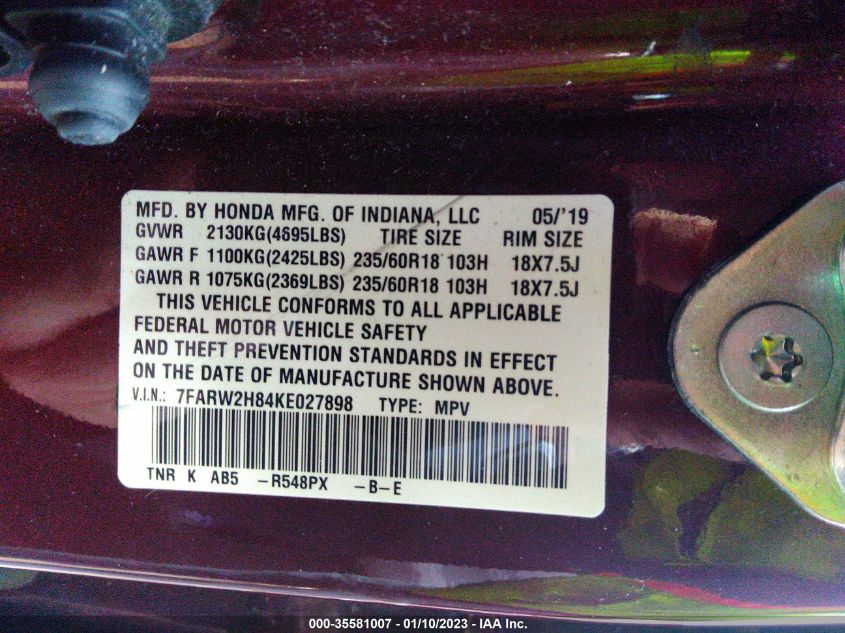 MFD. BY HONDA MFG. OF INDIANA, LLC 05/'19
GVWR 2130KG(4695LBS) TIRE SIZE RIM SIZE
GAWR F 1100KG(2425LBS) 235/60R18 103H 18X7.5J
GAWR R 1075KG(2369LBS) 235/60R18 103H 18X7.5J
THIS VEHICLE CONFORMS TO ALL APPLICABLE
FEDERAL MOTOR VEHICLE SAFETY
AND THEFT PREVENTION STANDARDS IN EFFECT
ON THE DATE OF MANUFACTURE SHOWN ABOVE.
V.I.N.: 7FARW2H84KE027898 TYPE: MPV
TNR K AB5 -R548PX -B-E
000-35581007 - 01/10/2023 - IAA Inc.